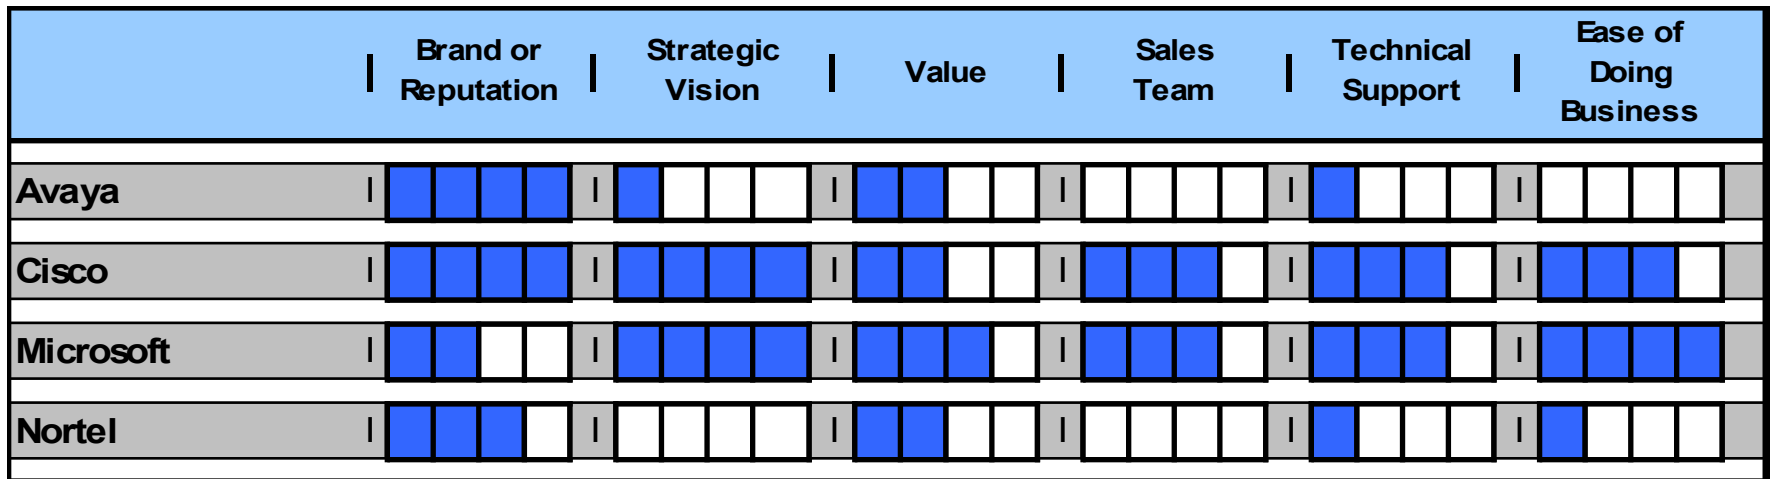 Brand or
Reputation
Strategic
Vision
Value
Sales
Team
Technical
Support
Ease of
Doing
Business
Avaya
Cisco
Microsoft
Nortel